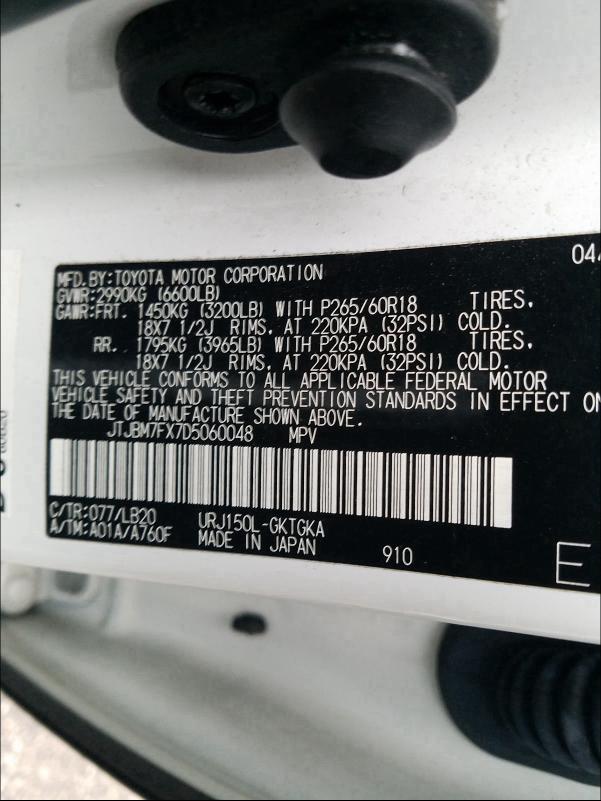 04
MFD.BY:TOYOTA MOTOR CORPORATION
GVWR:2990KG (6600LB)
GAWR:FRT. 1450KG (3200LB) WITH P265/60R18 TIRES,
18X7 1/2J RIMS, AT 220KPA (32PSI) COLD.
RR. 1795KG (3965LB) WITH P265/60R18 TIRES,
18X7 1/2J RIMS, AT 220KPA (32PSI) COLD.
THIS VEHICLE CONFORMS TO ALL APPLICABLE FEDERAL MOTOR
VEHICLE SAFETY AND THEFT PREVENTION STANDARDS IN EFFECT ON
THE DATE OF MANUFACTURE SHOWN ABOVE.
JTJBM7FX7D5060048 MPV
C/TR:077/LB20 URJ150L-GKTGKA
A/TM:A01A/A760F MADE IN JAPAN 910
E